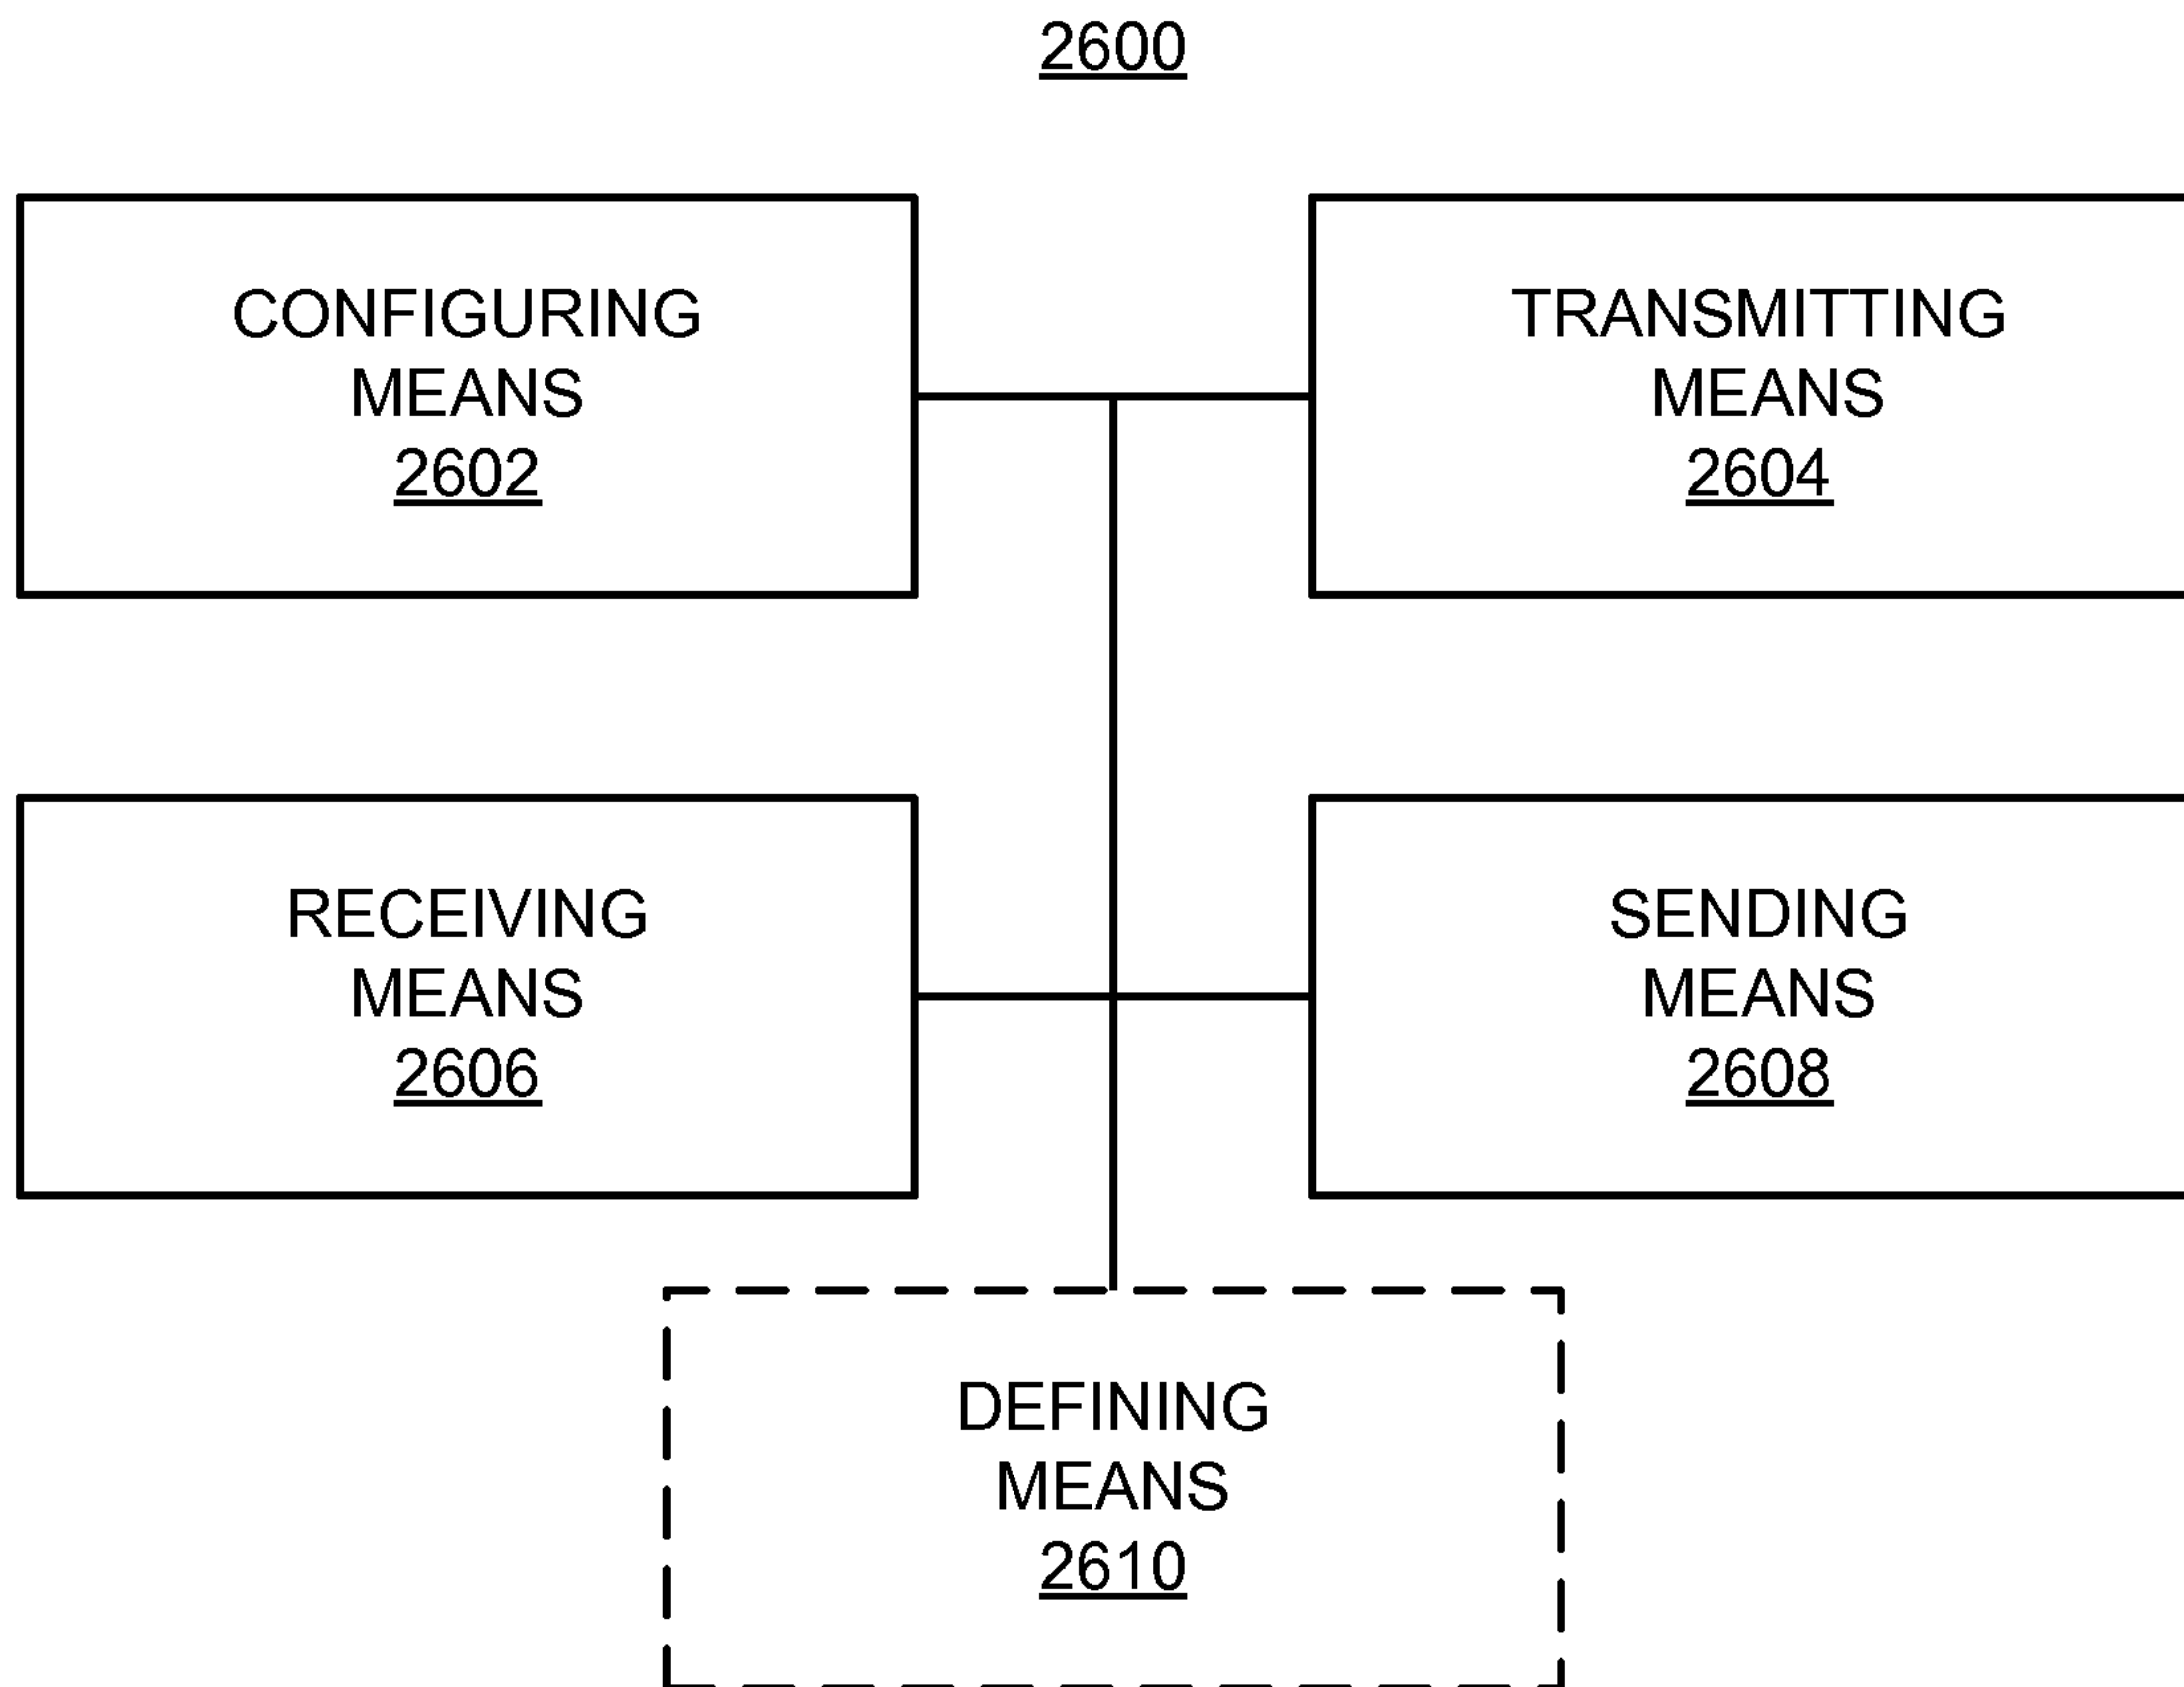 2600
CONFIGURING
MEANS
2602
TRANSMITTING
MEANS
2604
RECEIVING
MEANS
2606
SENDING
MEANS
2608
DEFINING
MEANS
2610